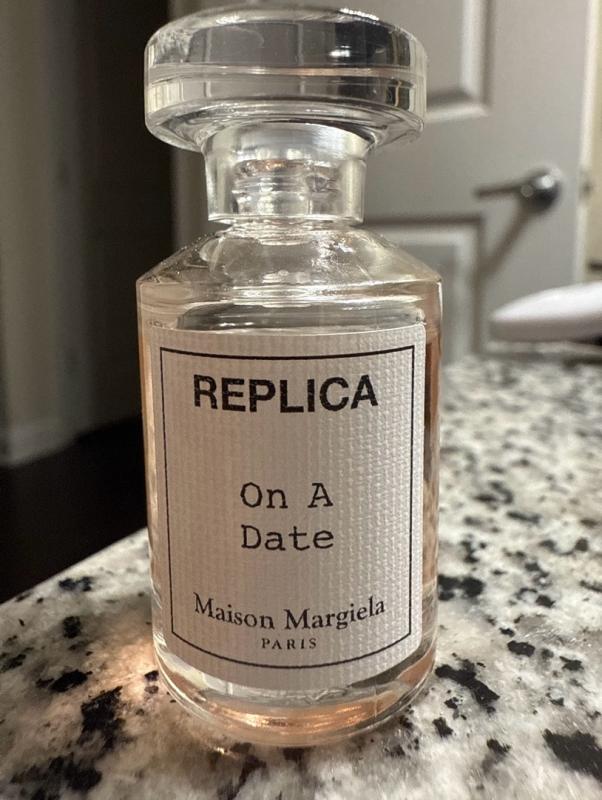 REPLICA
On A
Date
Maison Margiela
PARIS